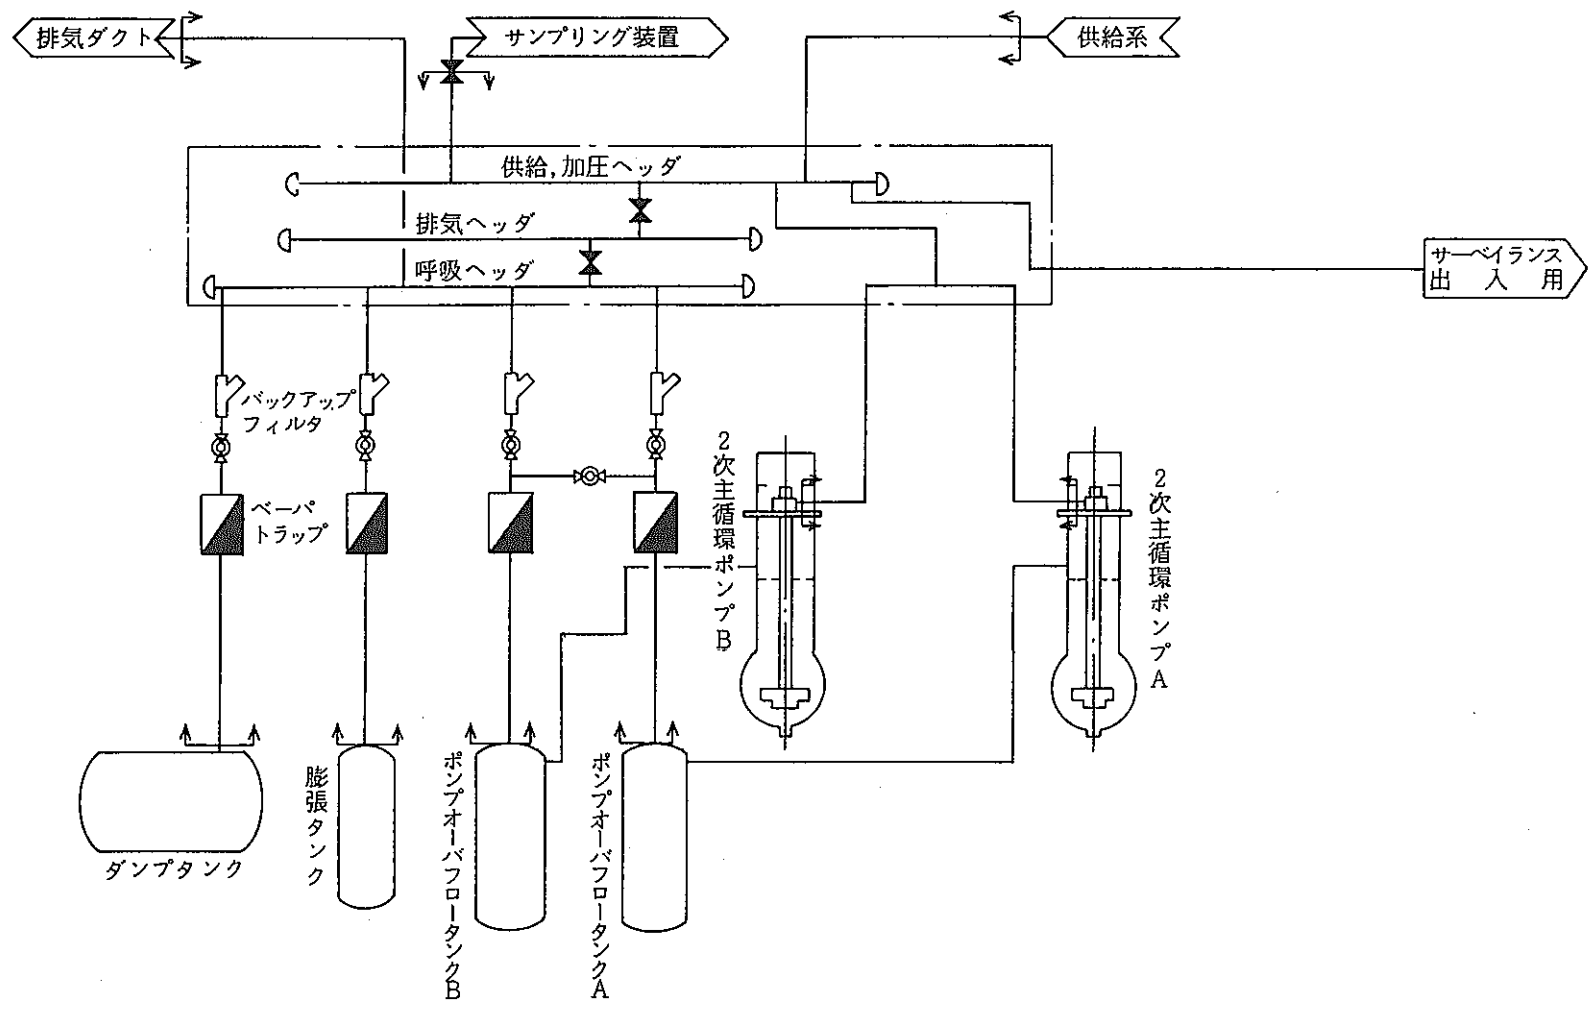 排気ダクト
サンプリング装置
供給系
供給,加圧ヘッダ
排気ヘッダ
呼吸ヘッダ
サーベイランス
出入用
バックアップ
フィルタ
ベーパ
トラップ
2次主循環ポンプB
2次主循環ポンプA
ダンプタンク
膨張タンク
ポンプオーバフロータンクB
ポンプオーバフロータンクA